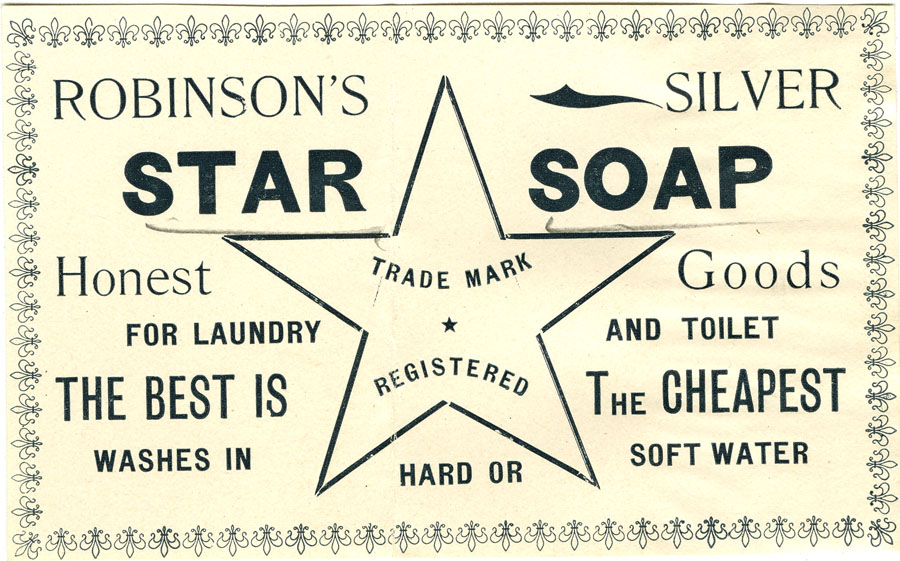 ROBINSON'S SILVER
STAR SOAP
TRADE MARK
Honest Goods
FOR LAUNDRY AND TOILET
REGISTERED
THE BEST IS THE CHEAPEST
WASHES IN HARD OR SOFT WATER